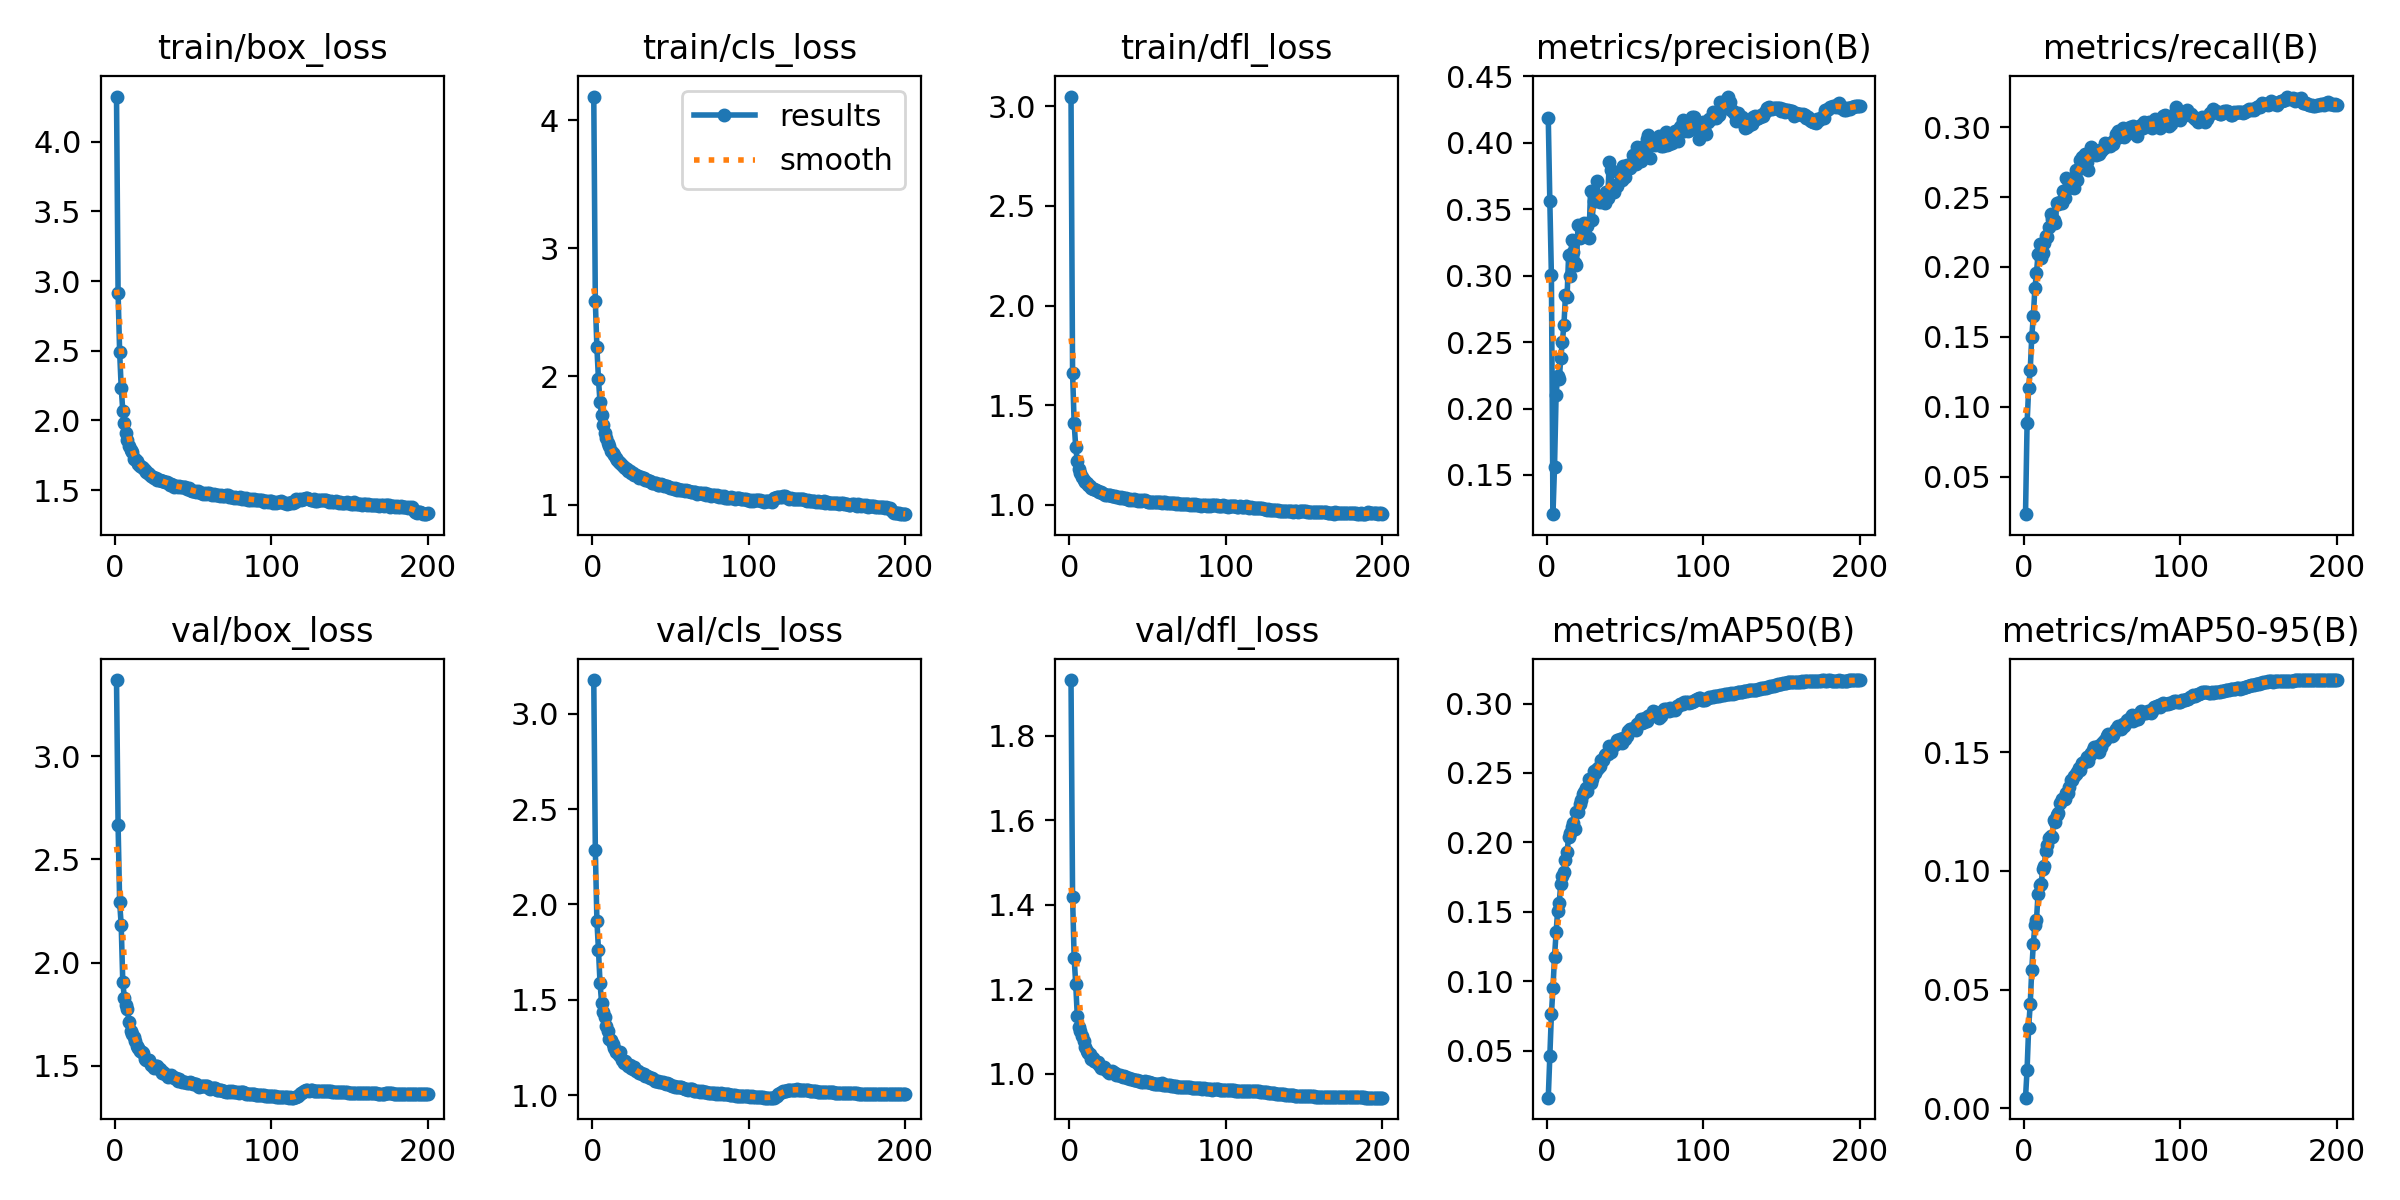 train/box_loss
4.0
3.5
3.0
2.5
2.0
1.5
0 100 200
train/cls_loss
results
smooth
4
3
2
1
0 100 200
train/dfl_loss
3.0
2.5
2.0
1.5
1.0
0 100 200
metrics/precision(B)
0.45
0.40
0.35
0.30
0.25
0.20
0.15
0 100 200
metrics/recall(B)
0.30
0.25
0.20
0.15
0.10
0.05
0 100 200
val/box_loss
3.0
2.5
2.0
1.5
0 100 200
val/cls_loss
3.0
2.5
2.0
1.5
1.0
0 100 200
val/dfl_loss
1.8
1.6
1.4
1.2
1.0
0 100 200
metrics/mAP50(B)
0.30
0.25
0.20
0.15
0.10
0.05
0 100 200
metrics/mAP50-95(B)
0.15
0.10
0.05
0.00
0 100 200